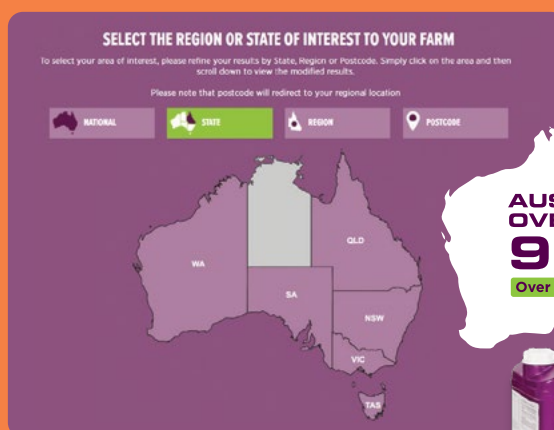 SELECT THE REGION OR STATE OF INTEREST TO YOUR FARM
To select your area of interest, please refine your results by State, Region or Postcode. Simply click on the area and then
scroll down to view the modified results.
Please note that postcode will redirect to your regional location
NATIONAL
STATE
REGION
POSTCODE
WA
QLD
SA
NSW
VIC
TAS
AUS
OVE
9
Over